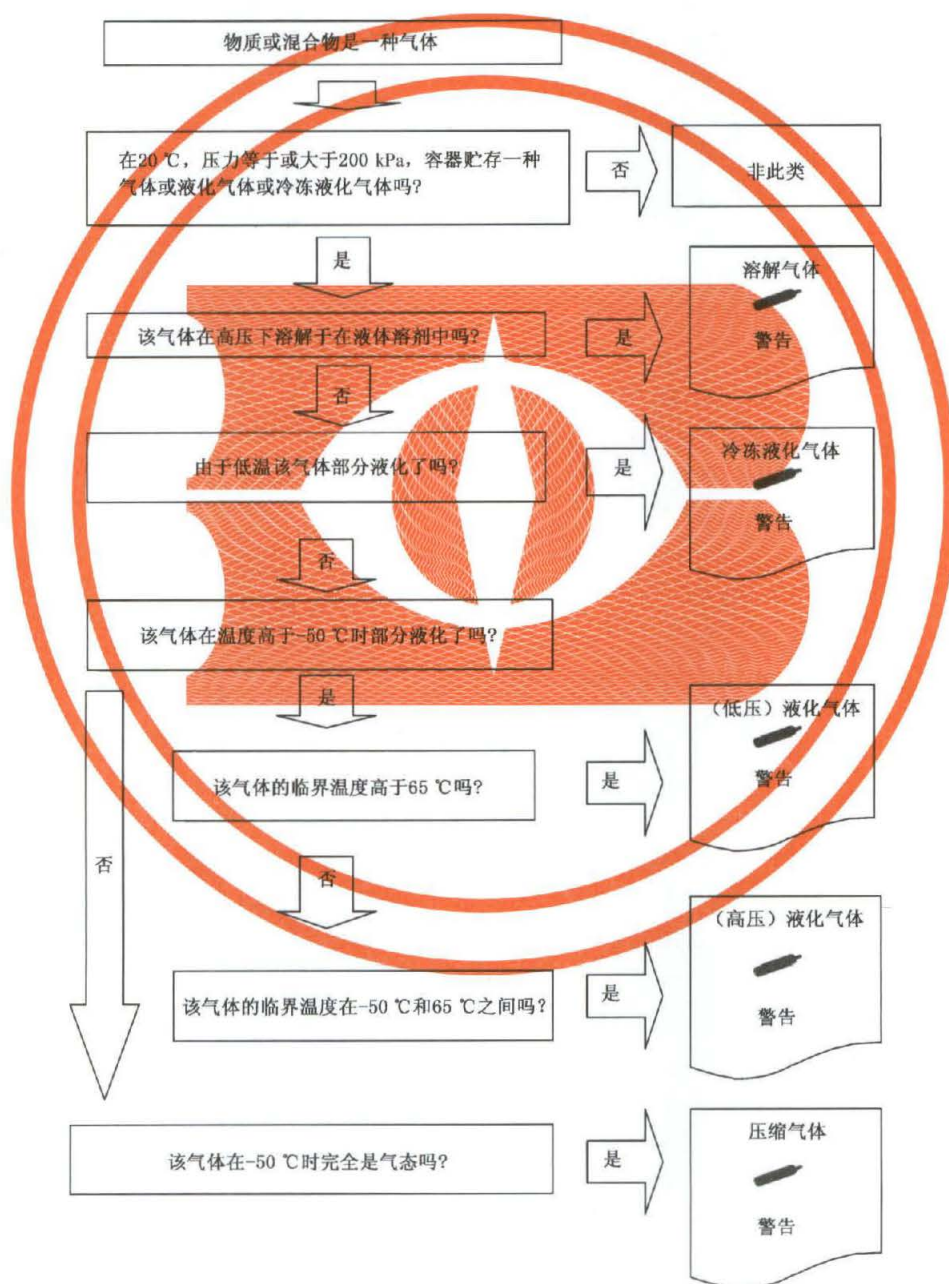 物质或混合物是一种气体
在20 ℃，压力等于或大于200 kPa，容器贮存一种
气体或液化气体或冷冻液化气体吗？
否
非此类
是
溶解气体
警告
该气体在高压下溶解于在液体溶剂中吗？
是
否
冷冻液化气体
警告
由于低温该气体部分液化了吗？
是
否
该气体在温度高于-50 ℃时部分液化了吗？
是
（低压）液化气体
警告
该气体的临界温度高于65 ℃吗？
是
否
否
（高压）液化气体
警告
该气体的临界温度在-50 ℃和65 ℃之间吗？
是
压缩气体
警告
该气体在-50 ℃时完全是气态吗？
是